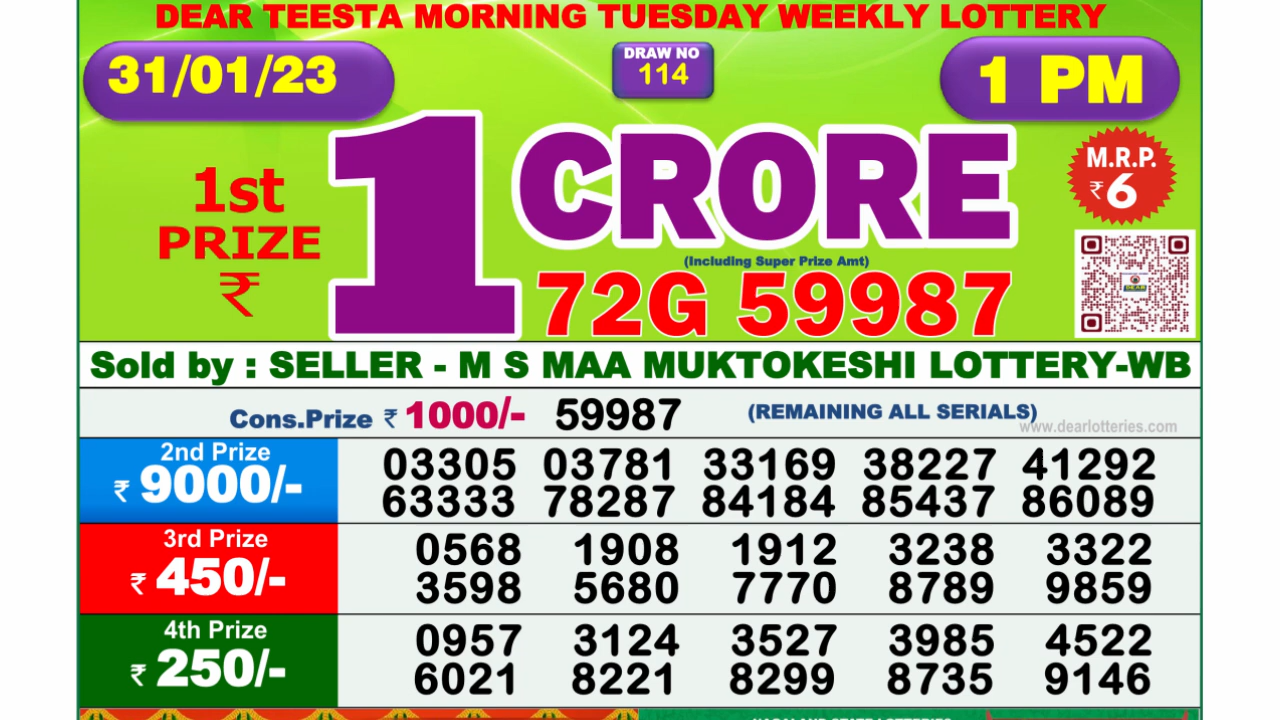 DEAR TEESTA MORNING TUESDAY WEEKLY LOTTERY
31/01/23
DRAW NO
114
1 PM
1st
PRIZE
₹
1 CRORE
(Including Super Prize Amt)
72G 59987
M.R.P.
₹6
Sold by : SELLER - M S MAA MUKTOKESHI LOTTERY-WB
Cons.Prize ₹ 1000/- 59987 (REMAINING ALL SERIALS)
www.dearlotteries.com
2nd Prize
₹ 9000/-
03305 03781 33169 38227 41292
63333 78287 84184 85437 86089
3rd Prize
₹ 450/-
0568 1908 1912 3238 3322
3598 5680 7770 8789 9859
4th Prize
₹ 250/-
0957 3124 3527 3985 4522
6021 8221 8299 8735 9146